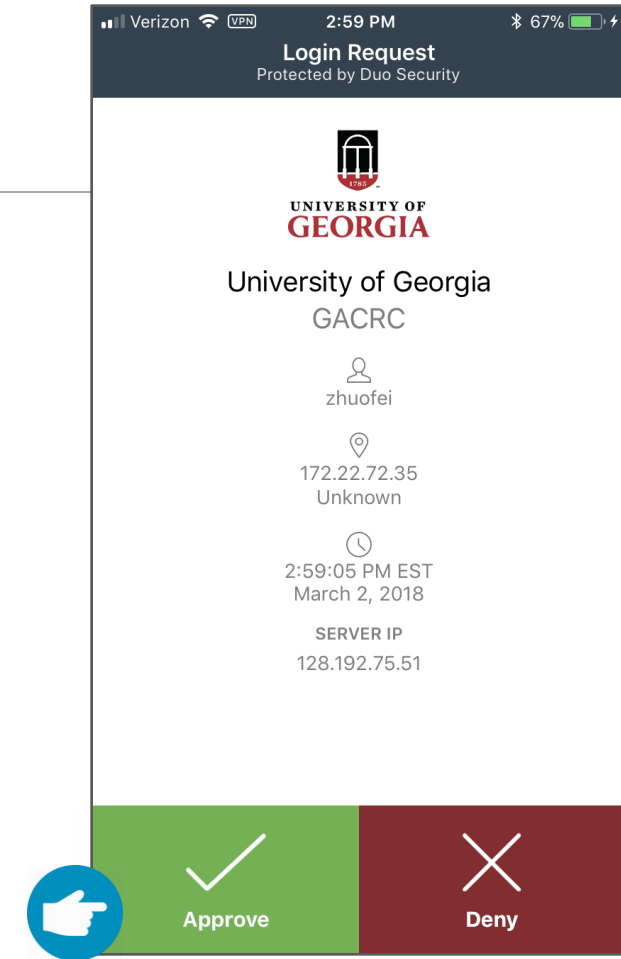 Verizon VPN 2:59 PM 67%
Login Request
Protected by Duo Security
1785
UNIVERSITY OF
GEORGIA
University of Georgia
GACRC
zhuofei
172.22.72.35
Unknown
2:59:05 PM EST
March 2, 2018
SERVER IP
128.192.75.51
Approve Deny